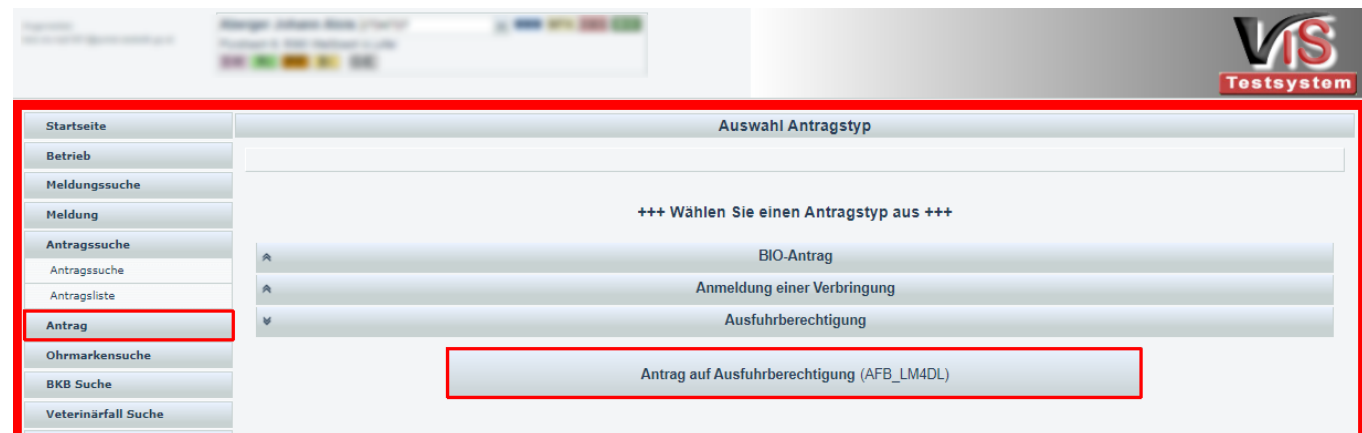 VIS
Testsystem
Startseite
Auswahl Antragstyp
Betrieb
Meldungssuche
Meldung
+++ Wählen Sie einen Antragstyp aus +++
Antragssuche
BIO-Antrag
Antragssuche
Anmeldung einer Verbringung
Antragsliste
Antrag
Ausfuhrberechtigung
Ohrmarkensuche
Antrag auf Ausfuhrberechtigung (AFB_LM4DL)
BKB Suche
Veterinärfall Suche